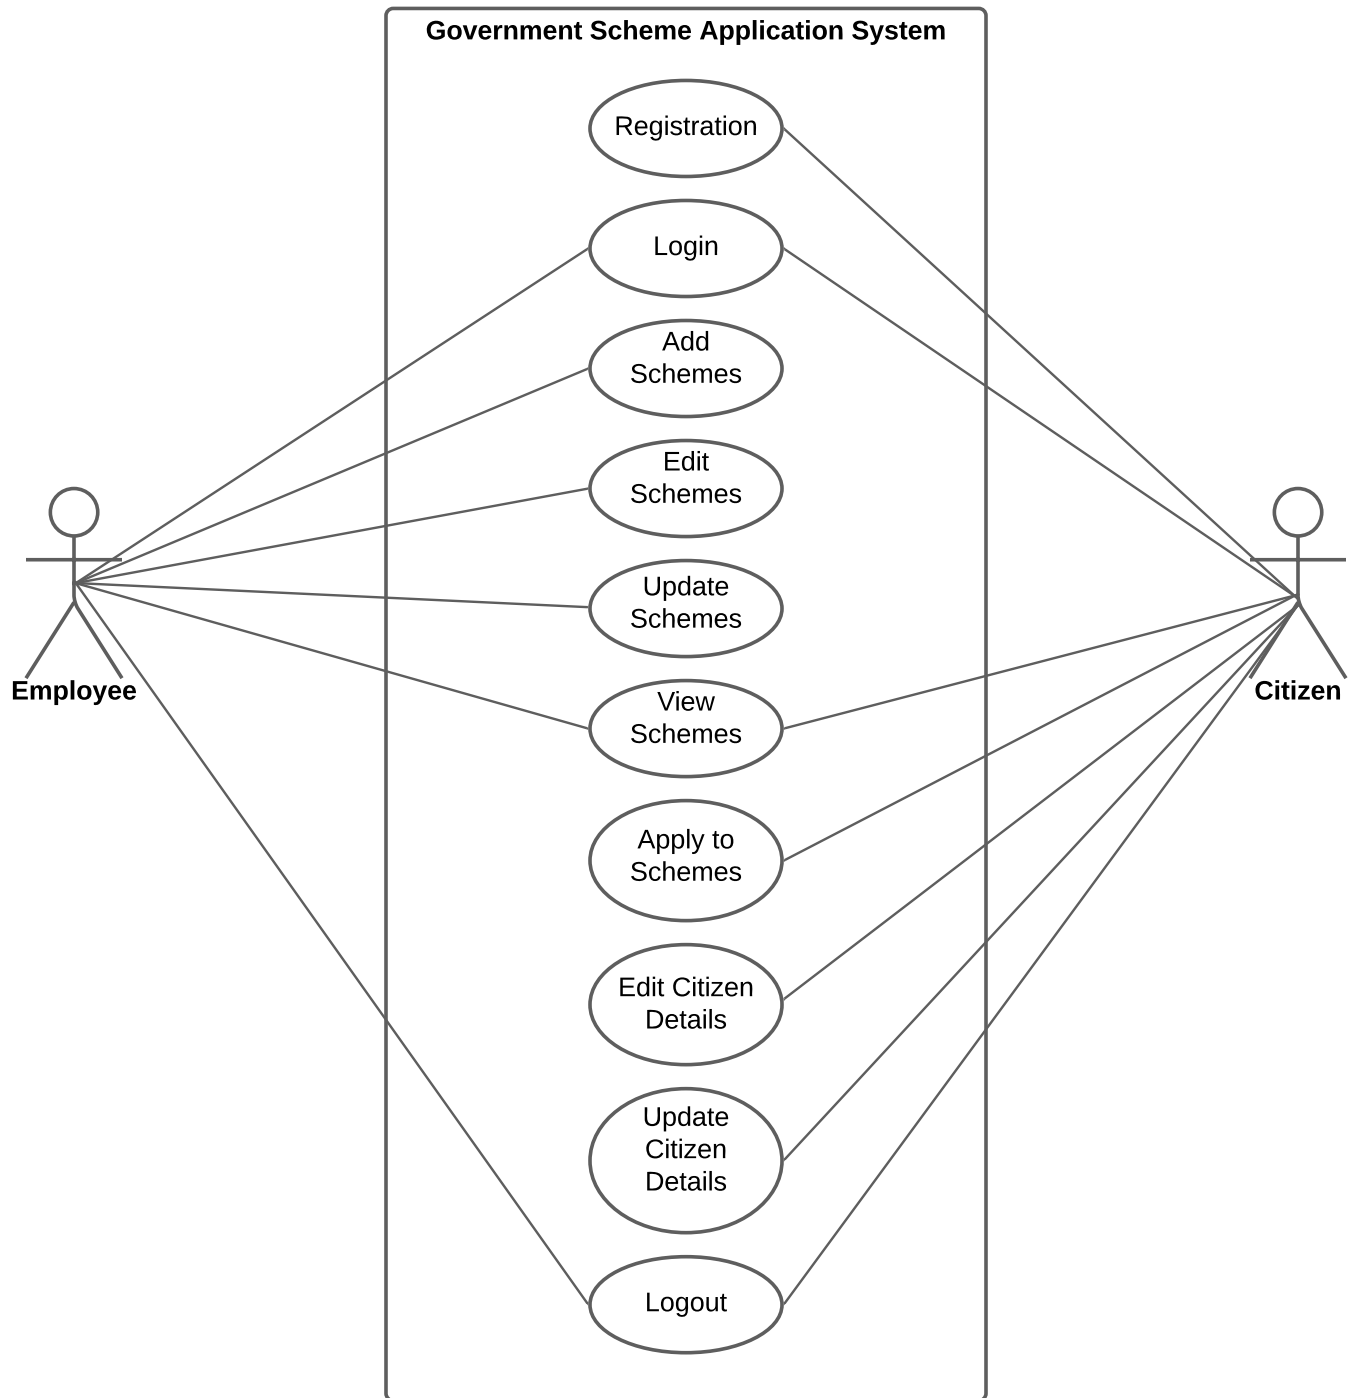 Government Scheme Application System
Registration
Login
Add
Schemes
Edit
Schemes
Update
Schemes
Employee
Citizen
View
Schemes
Apply to
Schemes
Edit Citizen
Details
Update
Citizen
Details
Logout